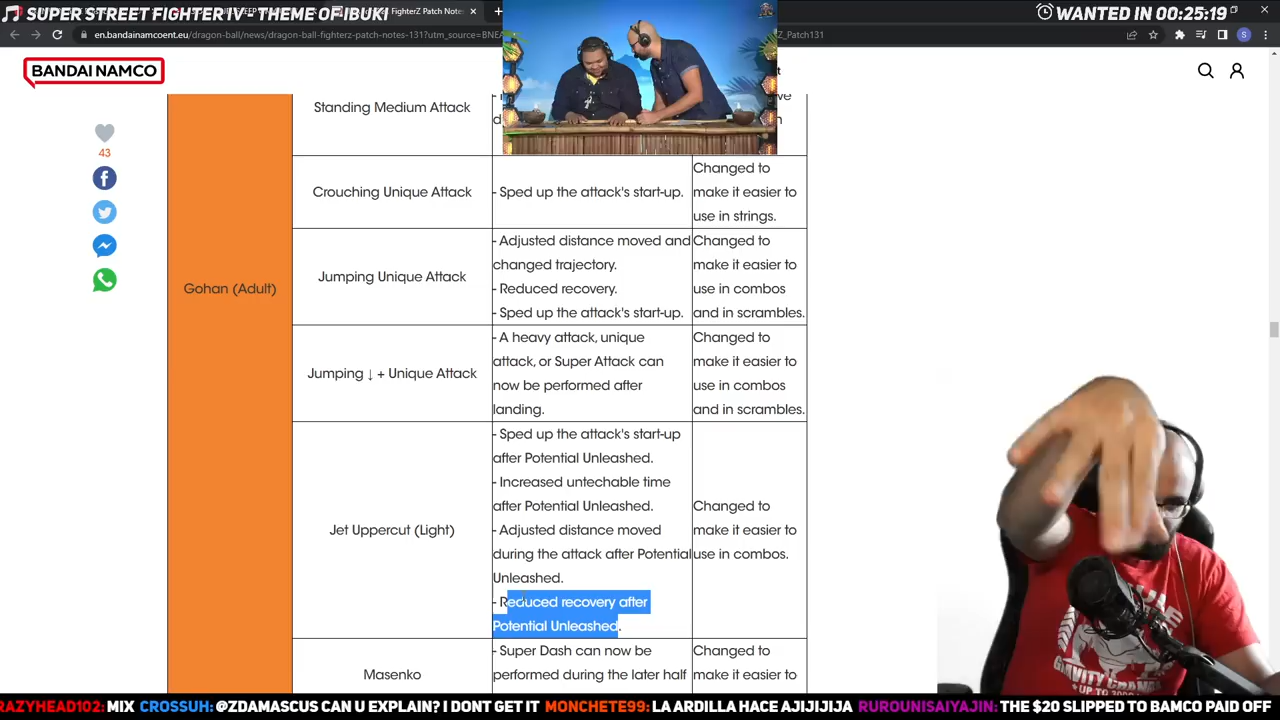 SUPER STREET FIGHTER IV - THEME OF IBUKI
FighterZ Patch Notes
WANTED IN 00:25:19
en.bandainamcoent.eu/dragon-ball/news/dragon-ball-fighterz-patch-notes-131?utm_source=BNEA
Z_Patch131
S
BANDAI NAMCO
43
Gohan (Adult)
Standing Medium Attack
Crouching Unique Attack
- Sped up the attack's start-up.
Changed to
make it easier to
use in strings.
Jumping Unique Attack
- Adjusted distance moved and
changed trajectory.
- Reduced recovery.
- Sped up the attack's start-up.
Changed to
make it easier to
use in combos
and in scrambles.
Jumping ↓ + Unique Attack
- A heavy attack, unique
attack, or Super Attack can
now be performed after
landing.
Changed to
make it easier to
use in combos
and in scrambles.
Jet Uppercut (Light)
- Sped up the attack's start-up
after Potential Unleashed.
- Increased untechable time
after Potential Unleashed.
- Adjusted distance moved
during the attack after Potential
Unleashed.
- Reduced recovery after
Potential Unleashed.
Changed to
make it easier to
use in combos.
Masenko
- Super Dash can now be
performed during the later half
Changed to
make it easier to
GRAVITY CHAMBER
RAZYHEAD102: MIX CROSSUH: @ZDAMASCUS CAN U EXPLAIN? I DONT GET IT MONCHETE99: LA ARDILLA HACE AJIJIJIJA RUROUNISAIYAJIN: THE $20 SLIPPED TO BAMCO PAID OFF